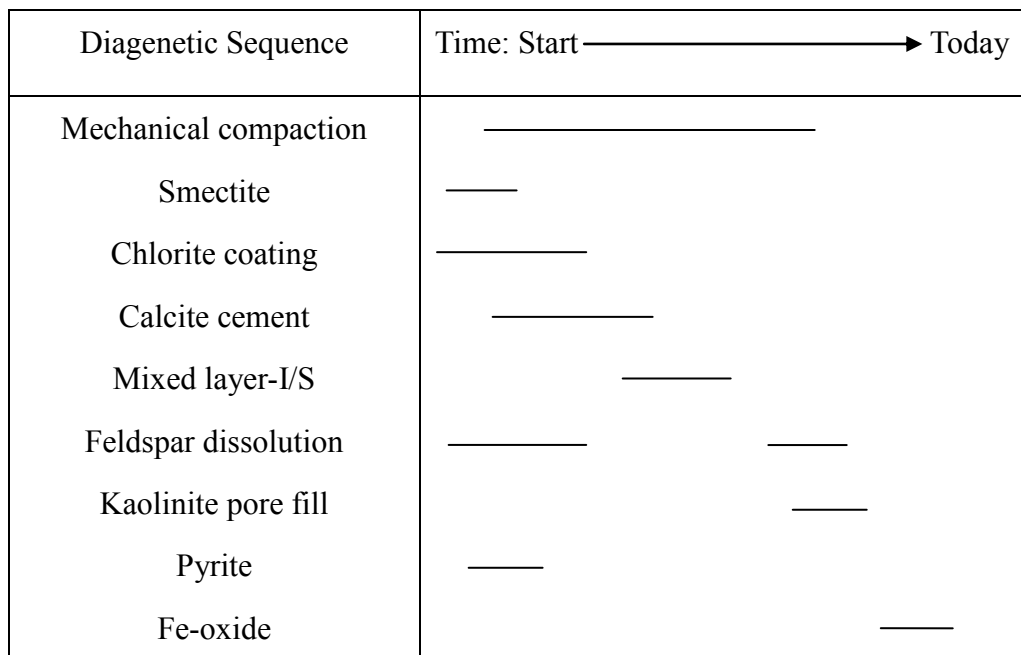 Diagenetic Sequence
Time: Start Today
Mechanical compaction
Smectite
Chlorite coating
Calcite cement
Mixed layer-I/S
Feldspar dissolution
Kaolinite pore fill
Pyrite
Fe-oxide